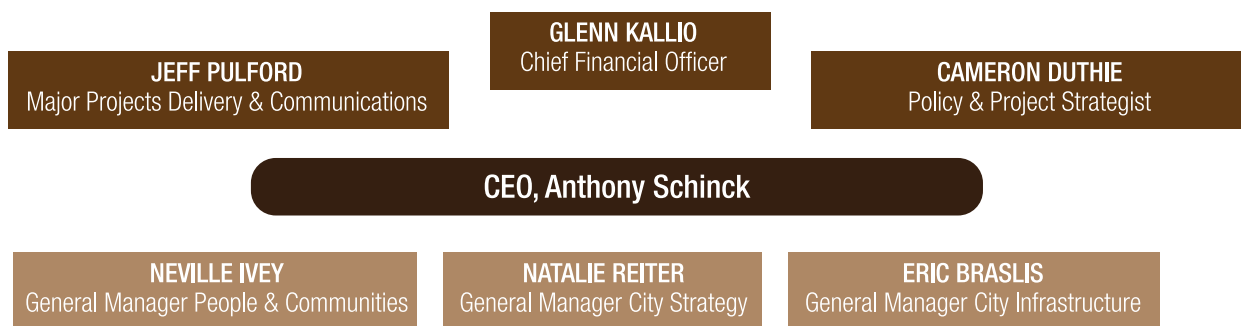 GLENN KALLIO
Chief Financial Officer
JEFF PULFORD
Major Projects Delivery & Communications
CAMERON DUTHIE
Policy & Project Strategist
CEO, Anthony Schinck
NEVILLE IVEY
General Manager People & Communities
NATALIE REITER
General Manager City Strategy
ERIC BRASLIS
General Manager City Infrastructure